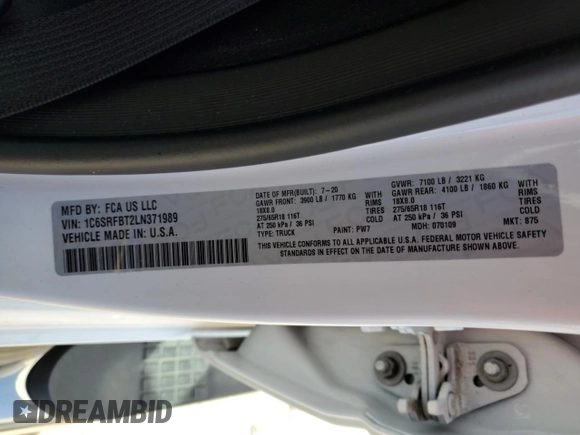 MFD BY: FCA US LLC
VIN: 1C6SRFBT2LN371989
VEHICLE MADE IN: U.S.A.
DATE OF MFR(BUILT): 7-20
GAWR FRONT: 3900 LB / 1770 KG WITH
18X8.0 RIMS
275/65R18 116T TIRES
AT 250 kPa / 36 PSI COLD
TYPE: TRUCK PAINT: PW7
GVWR: 7100 LB / 3221 KG
GAWR REAR: 4100 LB / 1860 KG WITH
18X8.0 RIMS
275/65R18 116T TIRES
AT 250 kPa / 36 PSI COLD
MDH: 070109 MKT: 875
THIS VEHICLE CONFORMS TO ALL APPLICABLE U.S.A. FEDERAL MOTOR VEHICLE SAFETY
STANDARDS IN EFFECT ON THE DATE OF MANUFACTURE SHOWN ABOVE
DREAMBID